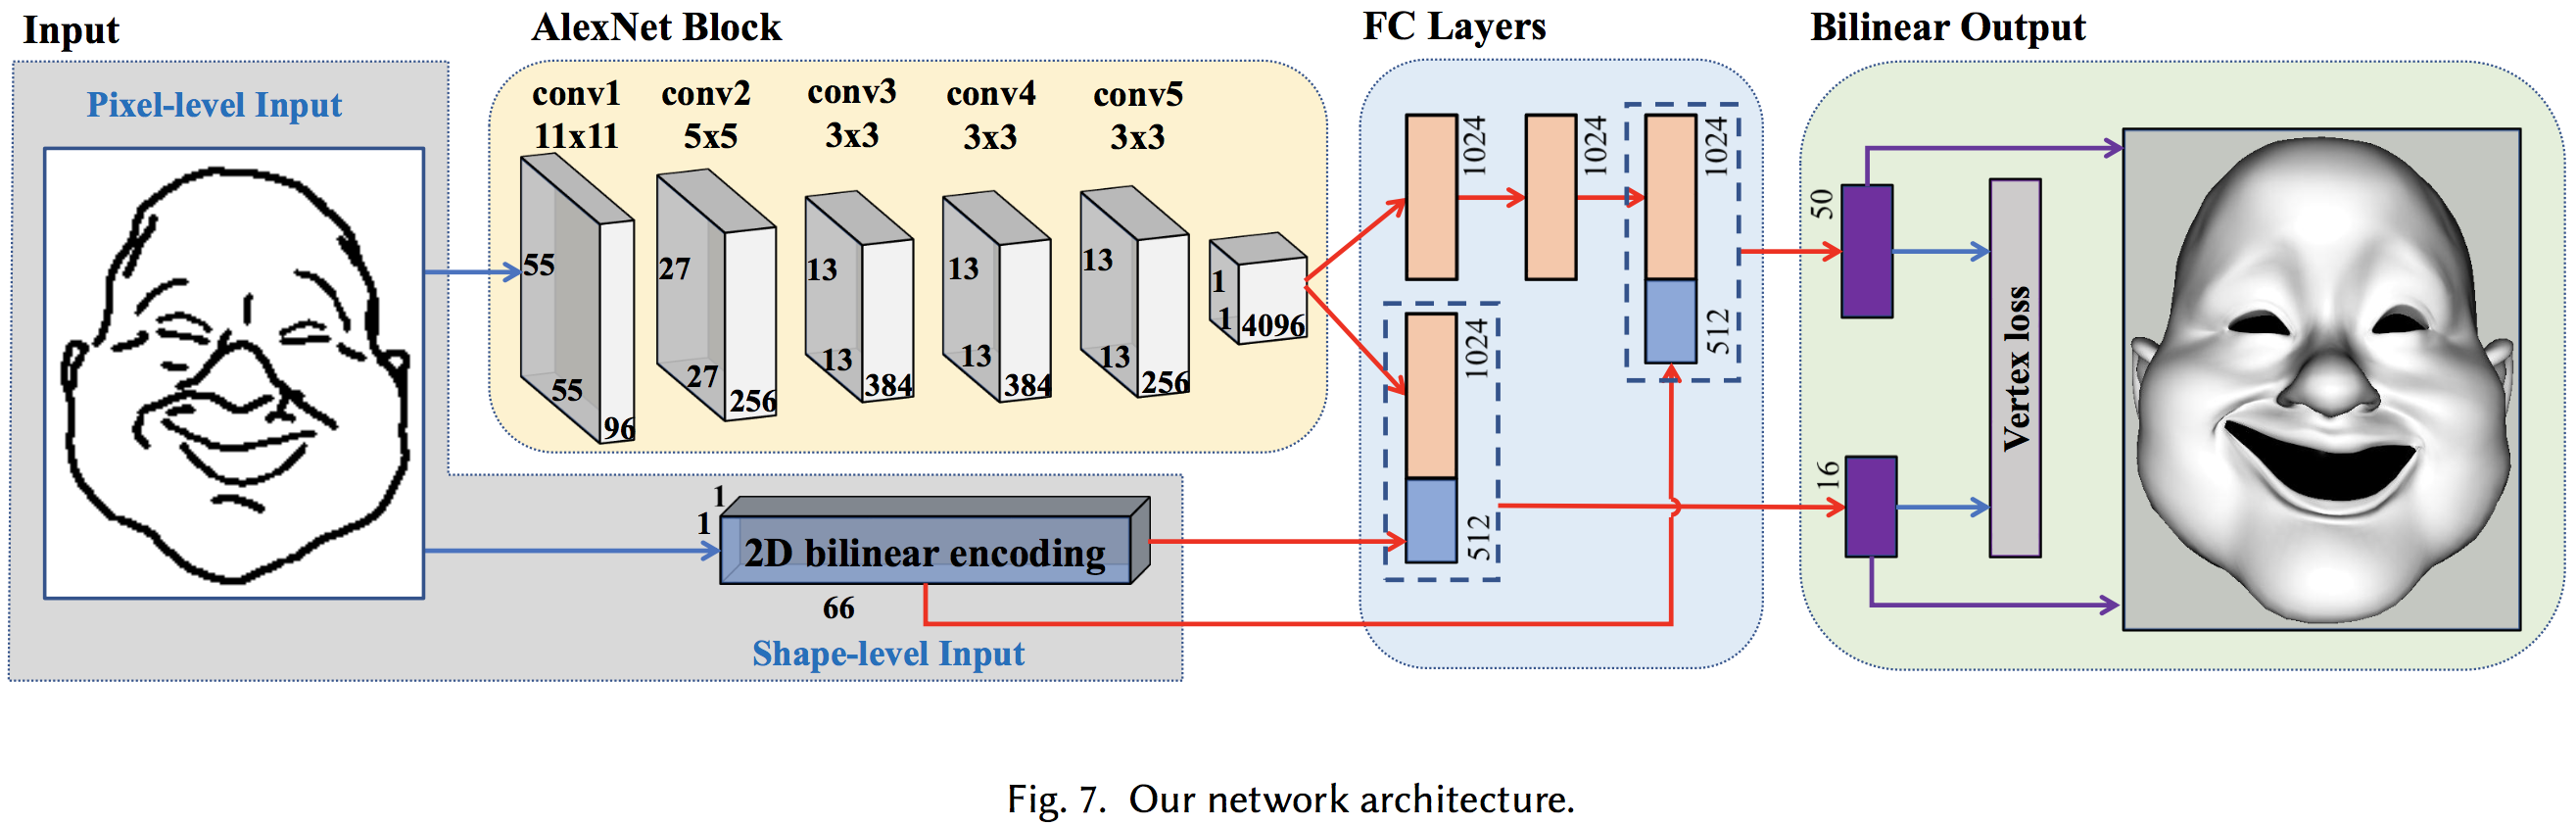 Input
AlexNet Block
FC Layers
Bilinear Output
Pixel-level Input
conv1
11x11
conv2
5x5
conv3
3x3
conv4
3x3
conv5
3x3
55
55
96
27
27
256
13
13
384
13
13
384
13
13
256
1
1
4096
1
1
2D bilinear encoding
66
Shape-level Input
1024
1024
1024
512
1024
512
50
16
Vertex loss
Fig. 7. Our network architecture.